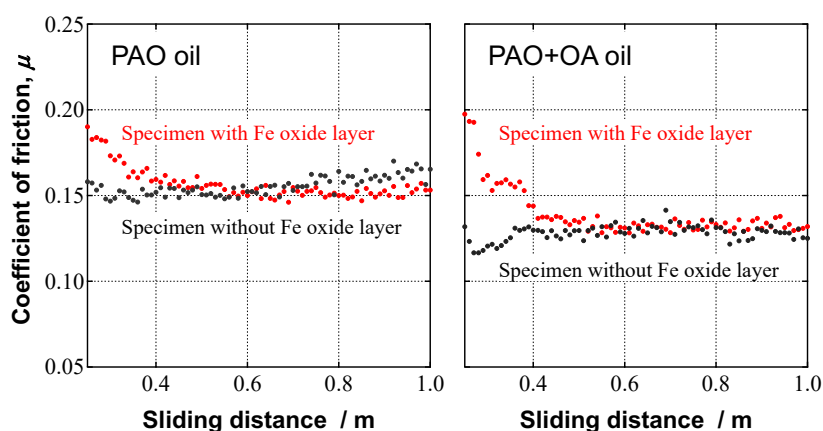 Coefficient of friction, μ
0.25
0.20
0.15
0.10
0.05
PAO oil
Specimen with Fe oxide layer
Specimen without Fe oxide layer
0.4
0.6
0.8
1.0
Sliding distance / m
PAO+OA oil
Specimen with Fe oxide layer
Specimen without Fe oxide layer
0.4
0.6
0.8
1.0
Sliding distance / m